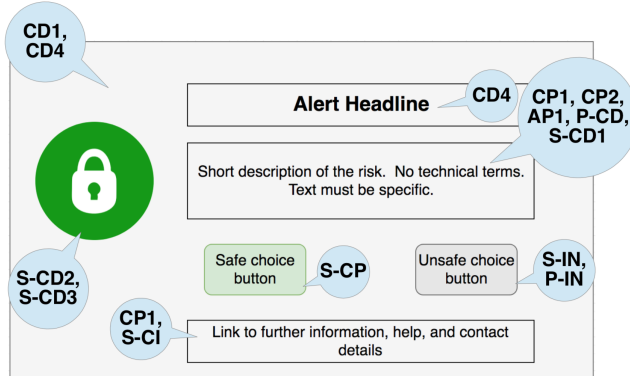 CD1,
CD4
Alert Headline
CD4
CP1, CP2,
AP1, P-CD,
S-CD1
Short description of the risk. No technical terms.
Text must be specific.
S-CD2,
S-CD3
Safe choice
button
S-CP
Unsafe choice
button
S-IN,
P-IN
CP1,
S-CI
Link to further information, help, and contact
details